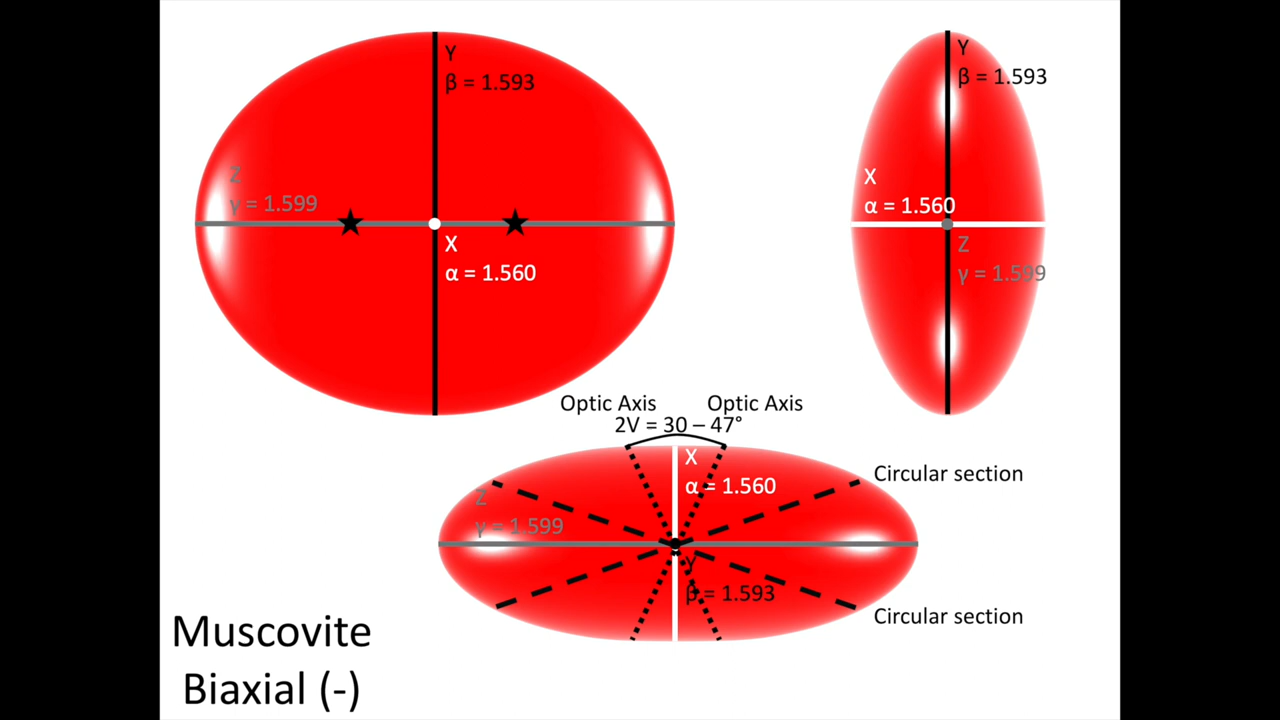 Y
β = 1.593
Z
γ = 1.599
X
α = 1.560
Y
β = 1.593
X
α = 1.560
Z
γ = 1.599
Optic Axis Optic Axis
2V = 30 – 47°
X
α = 1.560
Circular section
Z
γ = 1.599
Y
β = 1.593
Circular section
Muscovite
Biaxial (-)